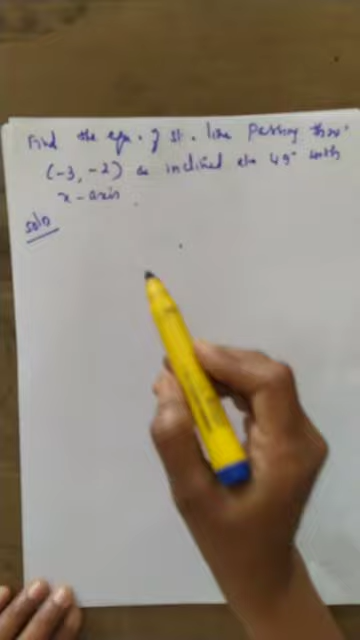 Find the eqn. of st. line passing thro'
(-3, -2) & inclined at 45° with
x-axis.
Soln